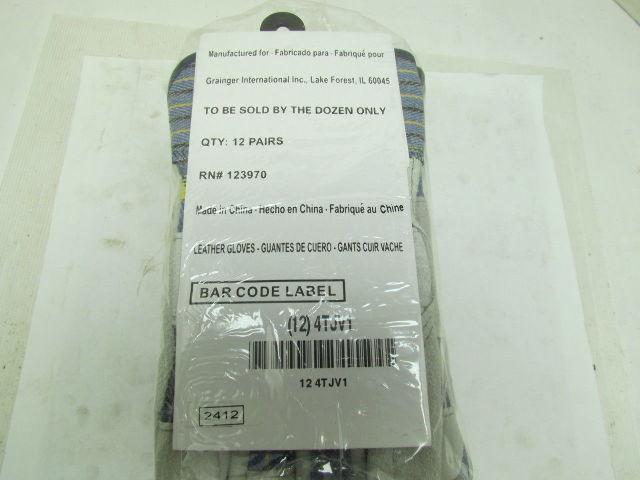 Manufactured for - Fabricado para - Fabriqué pour
Grainger International Inc., Lake Forest, IL 60045
TO BE SOLD BY THE DOZEN ONLY
QTY: 12 PAIRS
RN# 123970
Made in China - Hecho en China - Fabriqué au Chine
LEATHER GLOVES - GUANTES DE CUERO - GANTS CUIR VACHE
BAR CODE LABEL
(12) 4TJV1
12 4TJV1
2412